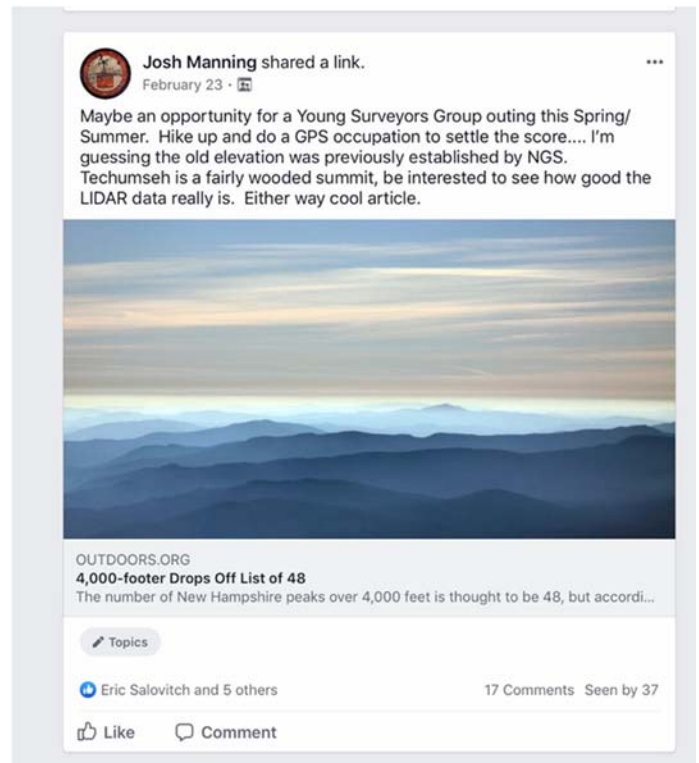 Josh Manning shared a link.
February 23 ·
Maybe an opportunity for a Young Surveyors Group outing this Spring/
Summer. Hike up and do a GPS occupation to settle the score.... I'm
guessing the old elevation was previously established by NGS.
Techumseh is a fairly wooded summit, be interested to see how good the
LIDAR data really is. Either way cool article.
OUTDOORS.ORG
4,000-footer Drops Off List of 48
The number of New Hampshire peaks over 4,000 feet is thought to be 48, but accordi...
Topics
Eric Salovitch and 5 others
17 Comments Seen by 37
Like
Comment